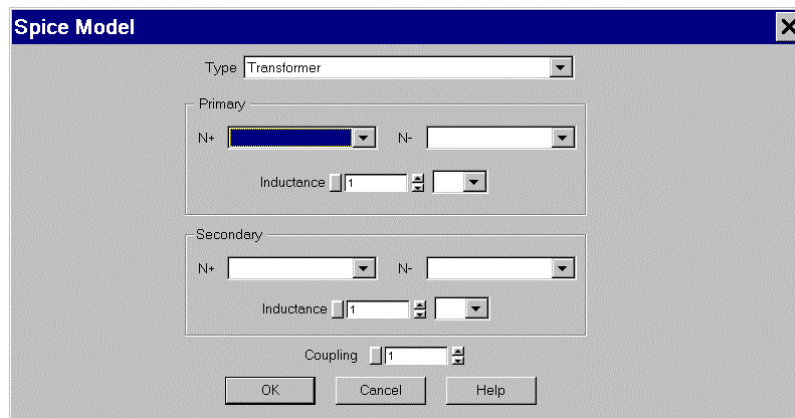 Spice Model
Type Transformer
Primary
N+ N-
Inductance 1
Secondary
N+ N-
Inductance 1
Coupling 1
OK Cancel Help